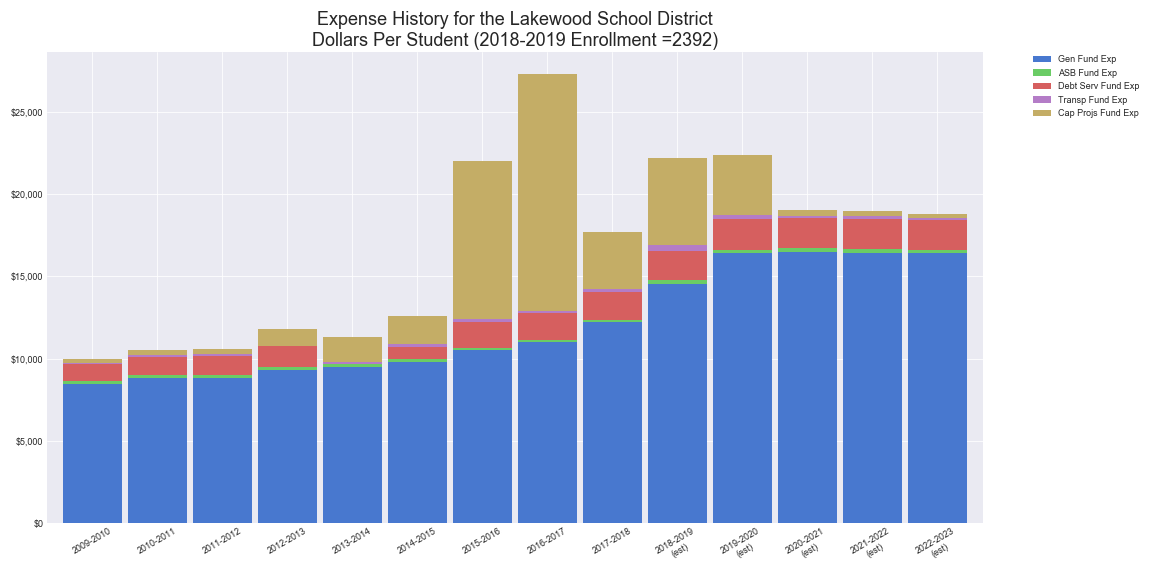 Expense History for the Lakewood School District
Dollars Per Student (2018-2019 Enrollment =2392)
Gen Fund Exp
ASB Fund Exp
Debt Serv Fund Exp
Transp Fund Exp
Cap Projs Fund Exp
$25,000
$20,000
$15,000
$10,000
$5,000
$0
2009-2010
2010-2011
2011-2012
2012-2013
2013-2014
2014-2015
2015-2016
2016-2017
2017-2018
2018-2019
(est)
2019-2020
(est)
2020-2021
(est)
2021-2022
(est)
2022-2023
(est)